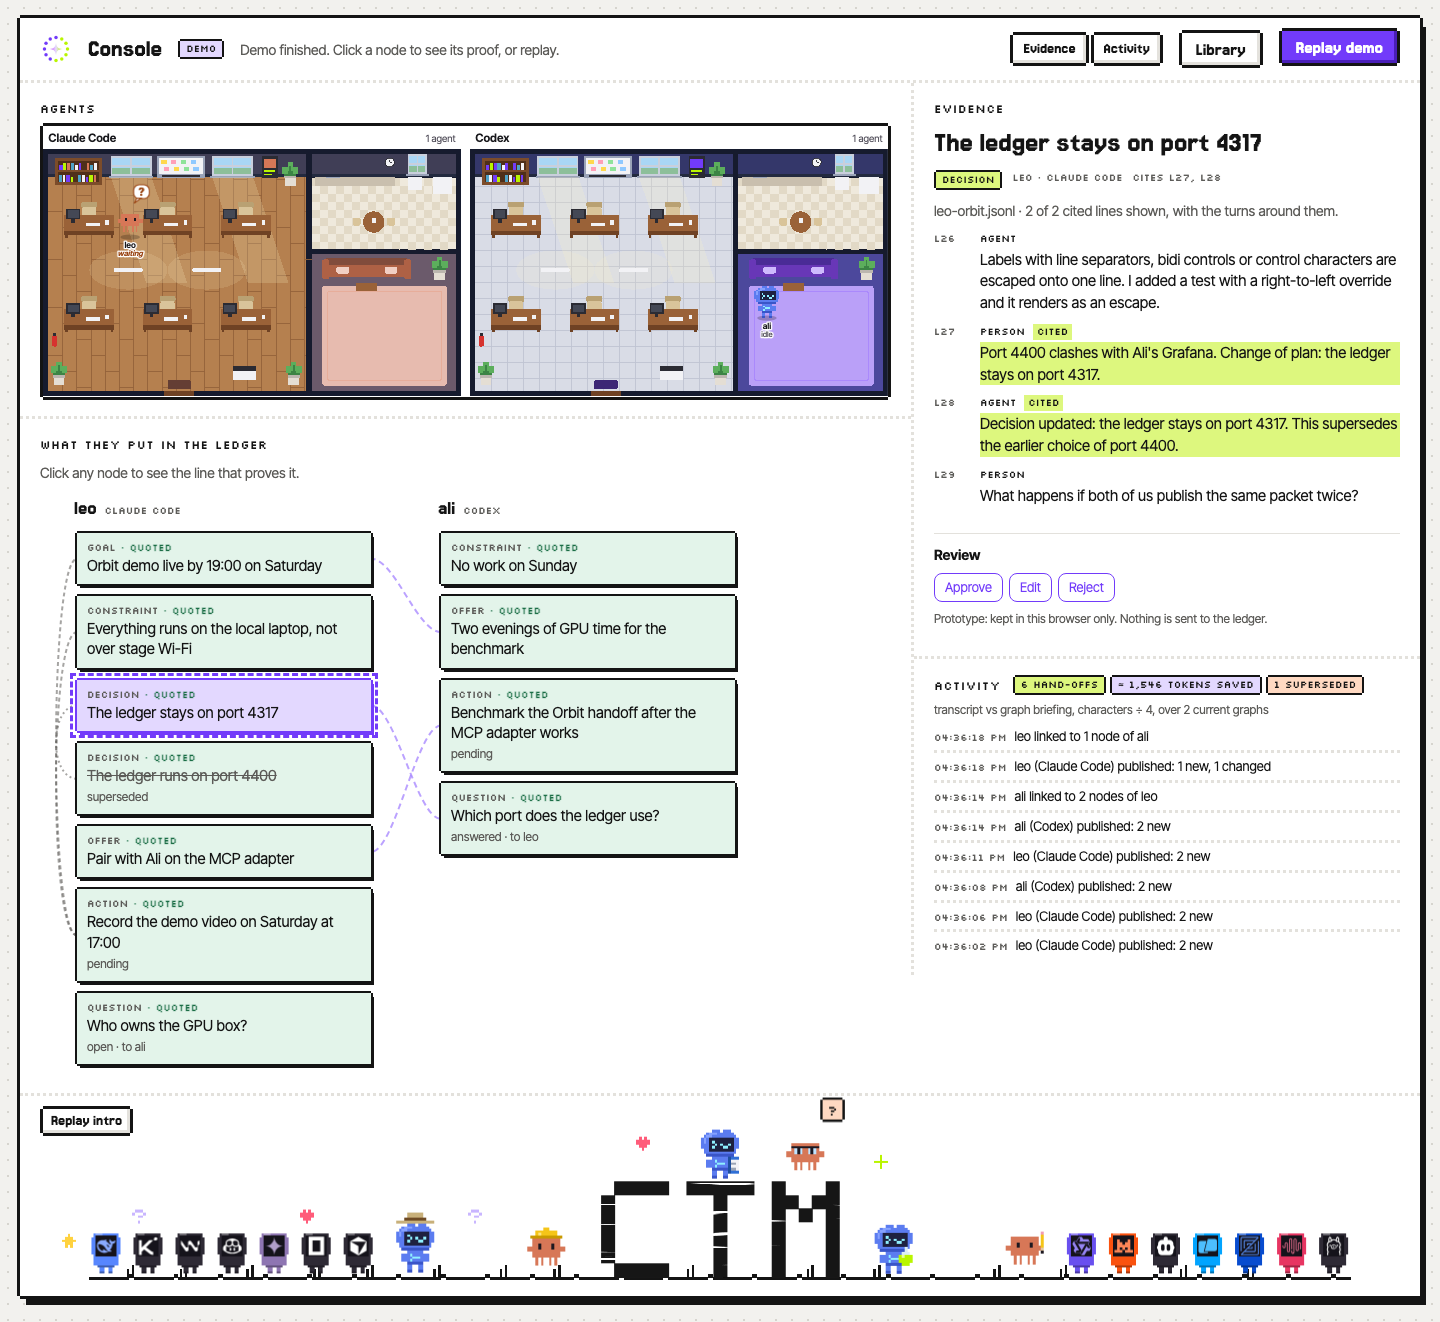 Console
DEMO
Demo finished. Click a node to see its proof, or replay.
Evidence
Activity
Library
Replay demo
AGENTS
Claude Code
1 agent
Codex
1 agent
?
leo
waiting
ali
idle
WHAT THEY PUT IN THE LEDGER
Click any node to see the line that proves it.
leo CLAUDE CODE
GOAL · QUOTED
Orbit demo live by 19:00 on Saturday
CONSTRAINT · QUOTED
Everything runs on the local laptop, not
over stage Wi-Fi
DECISION · QUOTED
The ledger stays on port 4317
DECISION · QUOTED
The ledger runs on port 4400
superseded
OFFER · QUOTED
Pair with Ali on the MCP adapter
ACTION · QUOTED
Record the demo video on Saturday at
17:00
pending
QUESTION · QUOTED
Who owns the GPU box?
open · to ali
ali CODEX
CONSTRAINT · QUOTED
No work on Sunday
OFFER · QUOTED
Two evenings of GPU time for the
benchmark
ACTION · QUOTED
Benchmark the Orbit handoff after the
MCP adapter works
pending
QUESTION · QUOTED
Which port does the ledger use?
answered · to leo
EVIDENCE
The ledger stays on port 4317
DECISION
LEO · CLAUDE CODE CITES L27, L28
leo-orbit.jsonl · 2 of 2 cited lines shown, with the turns around them.
L26 AGENT
Labels with line separators, bidi controls or control characters are
escaped onto one line. I added a test with a right-to-left override
and it renders as an escape.
L27 PERSON CITED
Port 4400 clashes with Ali's Grafana. Change of plan: the ledger
stays on port 4317.
L28 AGENT CITED
Decision updated: the ledger stays on port 4317. This supersedes
the earlier choice of port 4400.
L29 PERSON
What happens if both of us publish the same packet twice?
Review
Approve
Edit
Reject
Prototype: kept in this browser only. Nothing is sent to the ledger.
ACTIVITY
6 HAND-OFFS
≈ 1,546 TOKENS SAVED
1 SUPERSEDED
transcript vs graph briefing, characters ÷ 4, over 2 current graphs
04:36:18 PM leo linked to 1 node of ali
04:36:18 PM leo (Claude Code) published: 1 new, 1 changed
04:36:14 PM ali linked to 2 nodes of leo
04:36:14 PM ali (Codex) published: 2 new
04:36:11 PM leo (Claude Code) published: 2 new
04:36:08 PM ali (Codex) published: 2 new
04:36:06 PM leo (Claude Code) published: 2 new
04:36:02 PM leo (Claude Code) published: 2 new
Replay intro
?
CTM